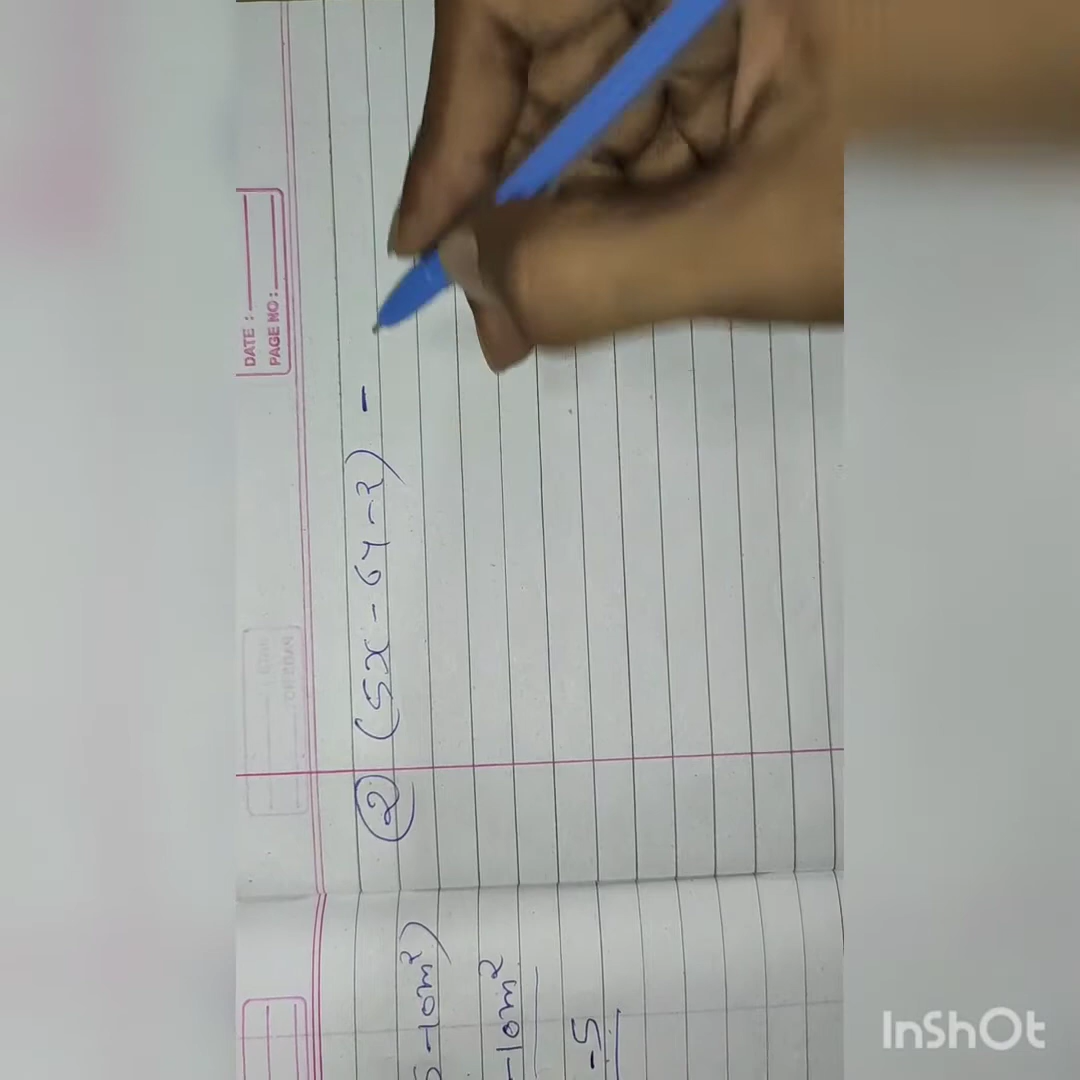 DATE :
PAGE NO :
② (5x - 6y - 2) -
- 10m²)
- 10m²
- 5
InShOt